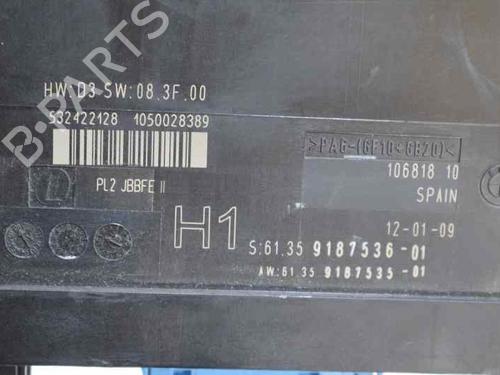 HW:D3 SW:08.3F.00
532422128 1050028389
PL2 JBBFE II
H1
>PA6-(GF10+GB20)<
106818 10
SPAIN
12-01-09
S:61.35 9187536-01
AW:61.35 9187535-01
B-PARTS